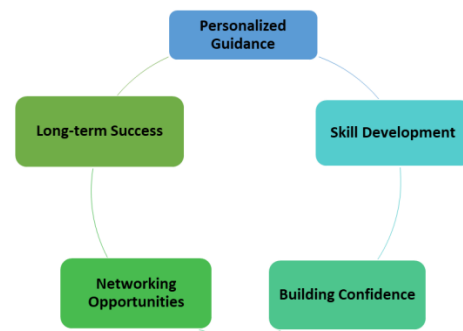 Personalized
Guidance
Long-term Success
Skill Development
Networking
Opportunities
Building Confidence